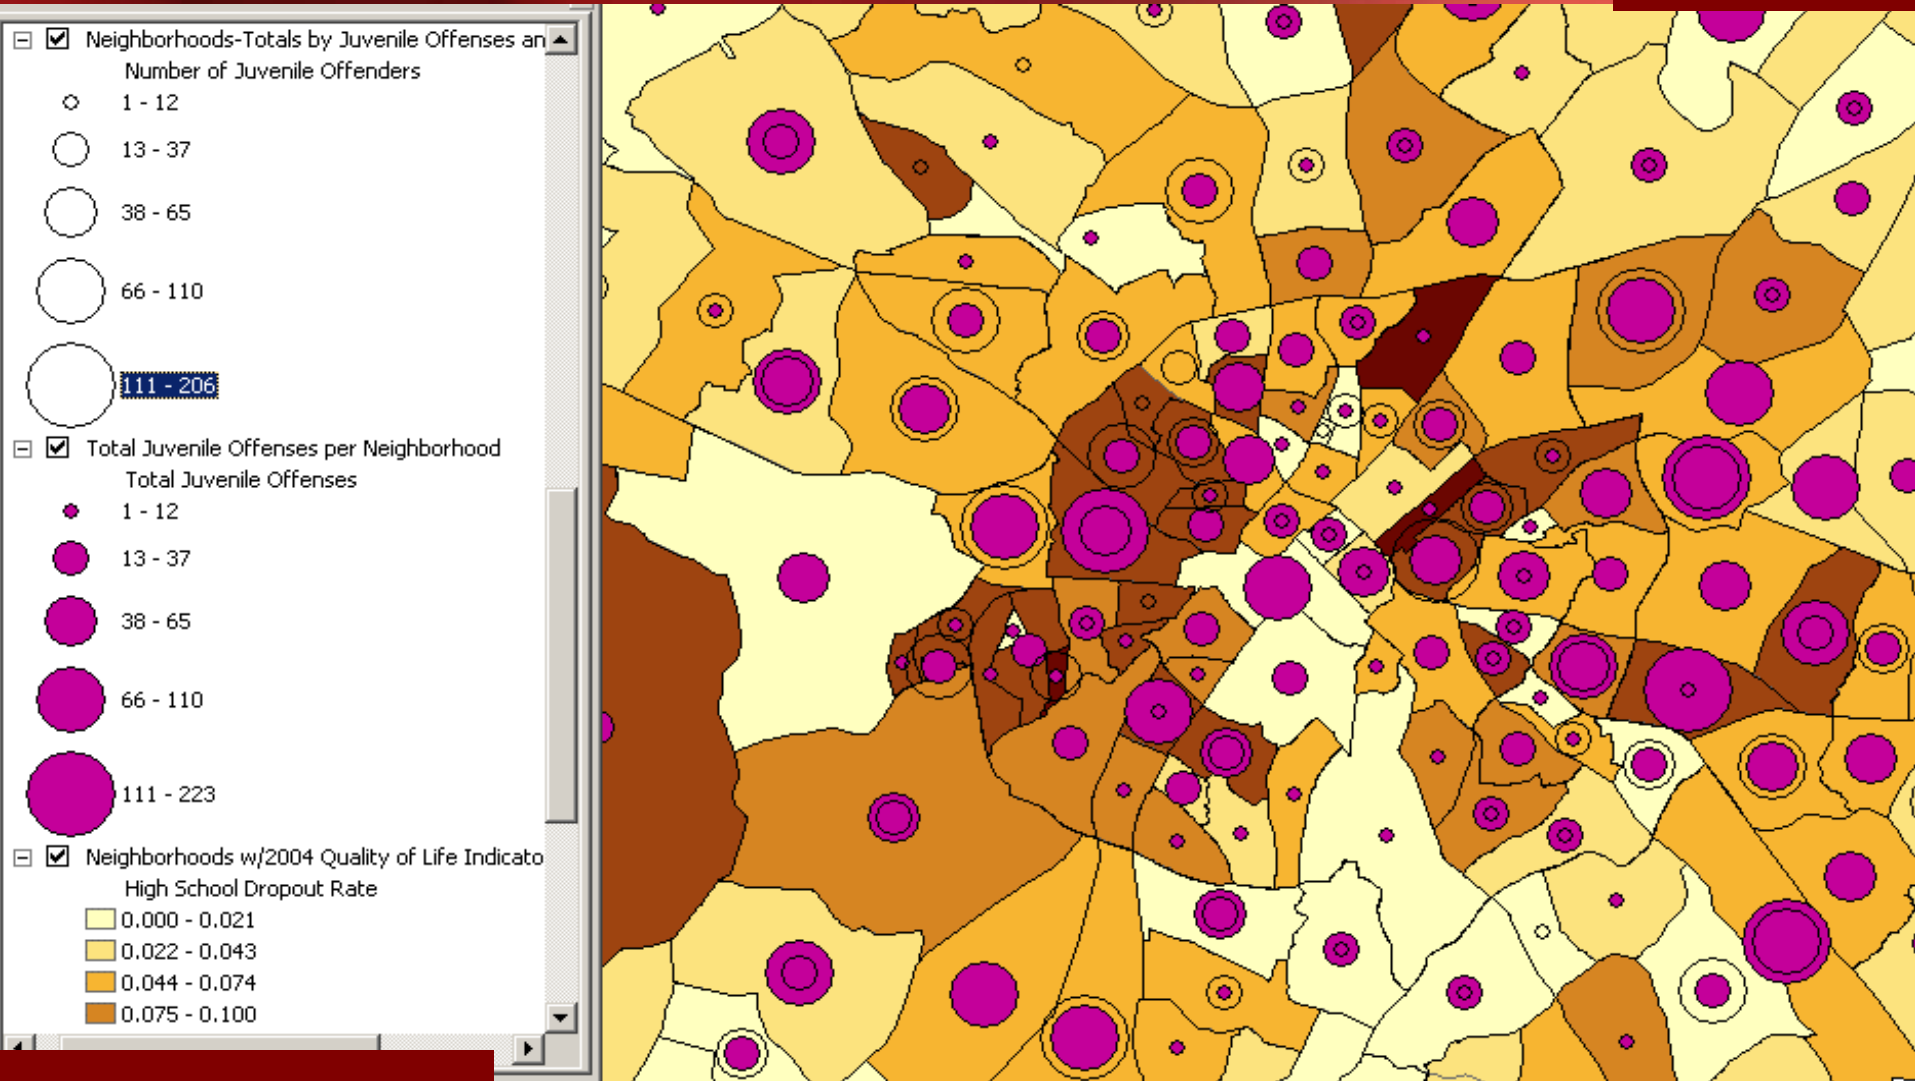 Neighborhoods-Totals by Juvenile Offenses an
Number of Juvenile Offenders
1 - 12
13 - 37
38 - 65
66 - 110
111 - 206
Total Juvenile Offenses per Neighborhood
Total Juvenile Offenses
1 - 12
13 - 37
38 - 65
66 - 110
111 - 223
Neighborhoods w/2004 Quality of Life Indicato
High School Dropout Rate
0.000 - 0.021
0.022 - 0.043
0.044 - 0.074
0.075 - 0.100